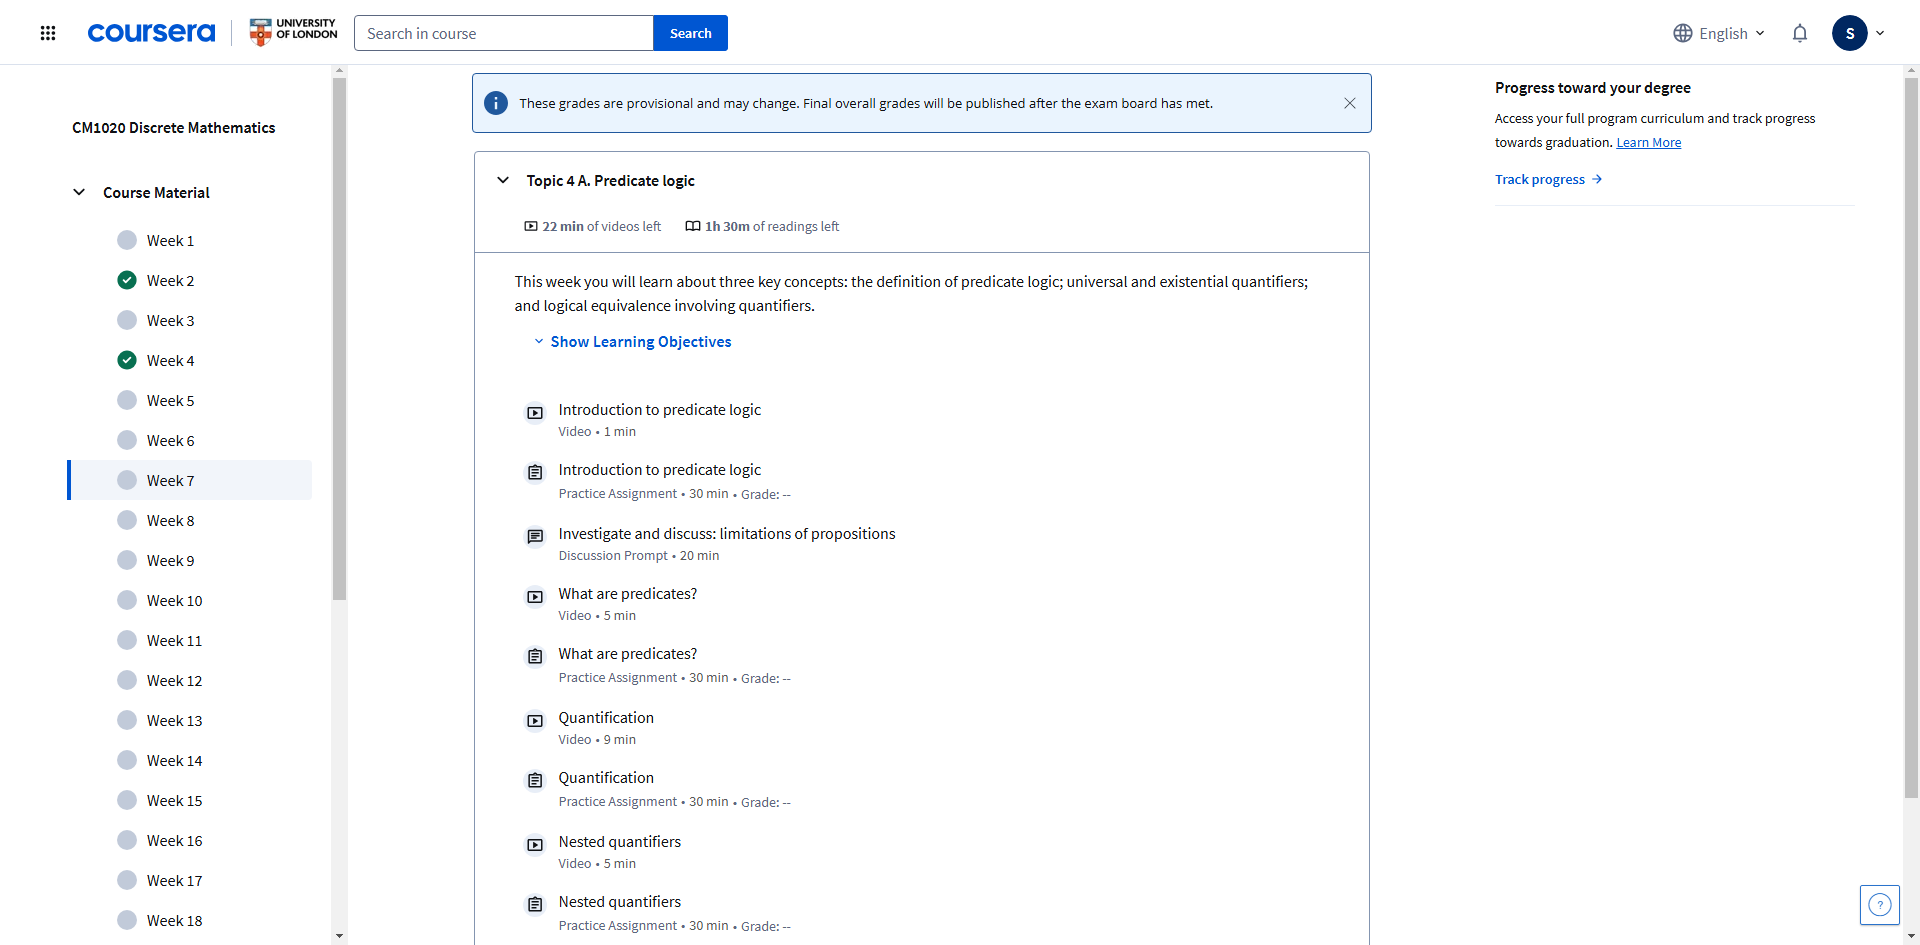 coursera
UNIVERSITY
OF LONDON
Search in course
Search
English
S
CM1020 Discrete Mathematics
Course Material
Week 1
Week 2
Week 3
Week 4
Week 5
Week 6
Week 7
Week 8
Week 9
Week 10
Week 11
Week 12
Week 13
Week 14
Week 15
Week 16
Week 17
Week 18
These grades are provisional and may change. Final overall grades will be published after the exam board has met.
Topic 4 A. Predicate logic
22 min of videos left 1h 30m of readings left
This week you will learn about three key concepts: the definition of predicate logic; universal and existential quantifiers;
and logical equivalence involving quantifiers.
Show Learning Objectives
Introduction to predicate logic
Video • 1 min
Introduction to predicate logic
Practice Assignment • 30 min • Grade: --
Investigate and discuss: limitations of propositions
Discussion Prompt • 20 min
What are predicates?
Video • 5 min
What are predicates?
Practice Assignment • 30 min • Grade: --
Quantification
Video • 9 min
Quantification
Practice Assignment • 30 min • Grade: --
Nested quantifiers
Video • 5 min
Nested quantifiers
Practice Assignment • 30 min • Grade: --
Progress toward your degree
Access your full program curriculum and track progress
towards graduation. Learn More
Track progress →
?